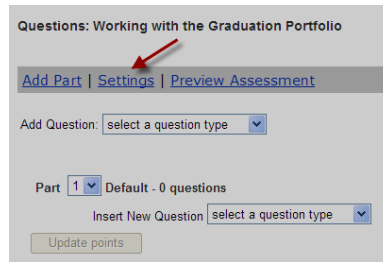 Questions: Working with the Graduation Portfolio
Add Part | Settings | Preview Assessment
Add Question: select a question type
Part 1 Default - 0 questions
Insert New Question select a question type
Update points